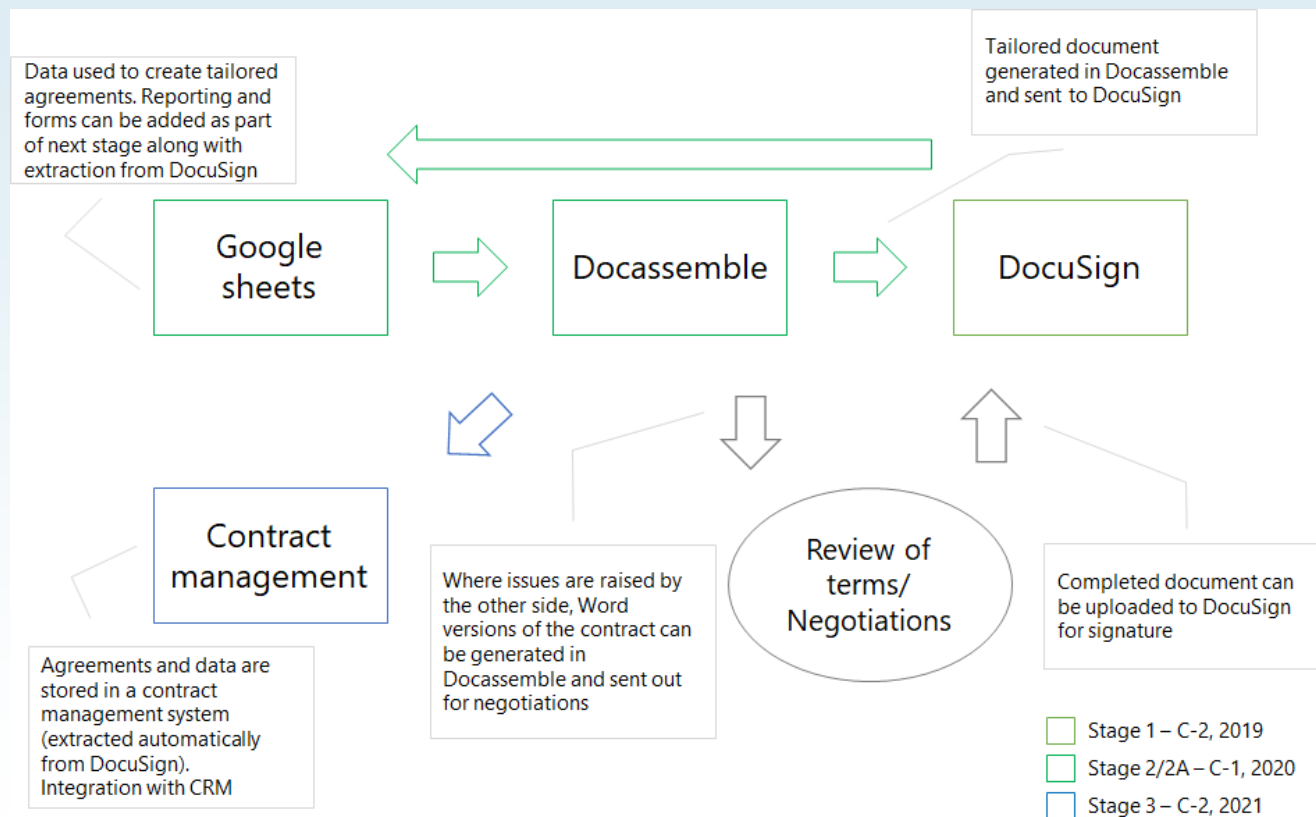 Data used to create tailored
agreements. Reporting and
forms can be added as part
of next stage along with
extraction from DocuSign
Tailored document
generated in Docassemble
and sent to DocuSign
Google
sheets
Docassemble
DocuSign
Contract
management
Where issues are raised by
the other side, Word
versions of the contract can
be generated in
Docassemble and sent out
for negotiations
Review of
terms/
Negotiations
Completed document can
be uploaded to DocuSign
for signature
Agreements and data are
stored in a contract
management system
(extracted automatically
from DocuSign).
Integration with CRM
Stage 1 – C-2, 2019
Stage 2/2A – C-1, 2020
Stage 3 – C-2, 2021